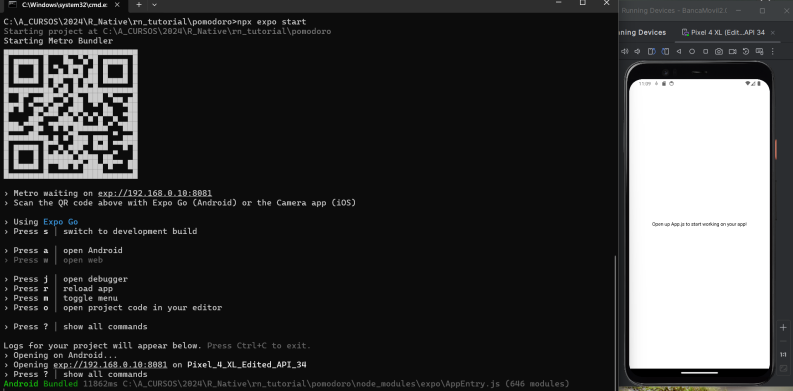 C:\Windows\system32\cmd.e:
C:\A_CURSOS\2024\R_Native\rn_tutorial\pomodoro>npx expo start
Starting project at C:\A_CURSOS\2024\R_Native\rn_tutorial\pomodoro
Starting Metro Bundler
› Metro waiting on exp://192.168.0.10:8081
› Scan the QR code above with Expo Go (Android) or the Camera app (iOS)
› Using Expo Go
› Press s │ switch to development build
› Press a │ open Android
› Press w │ open web
› Press j │ open debugger
› Press r │ reload app
› Press m │ toggle menu
› Press o │ open project code in your editor
› Press ? │ show all commands
Logs for your project will appear below. Press Ctrl+C to exit.
› Opening on Android...
› Opening exp://192.168.0.10:8081 on Pixel_4_XL_Edited_API_34
› Press ? │ show all commands
Android Bundled 11862ms C:\A_CURSOS\2024\R_Native\rn_tutorial\pomodoro\node_modules\expo\AppEntry.js (646 modules)
Running Devices - BancaMovil2.0
nning Devices
Pixel 4 XL (Edit...API 34
11:09
Open up App.js to start working on your app!
1:1